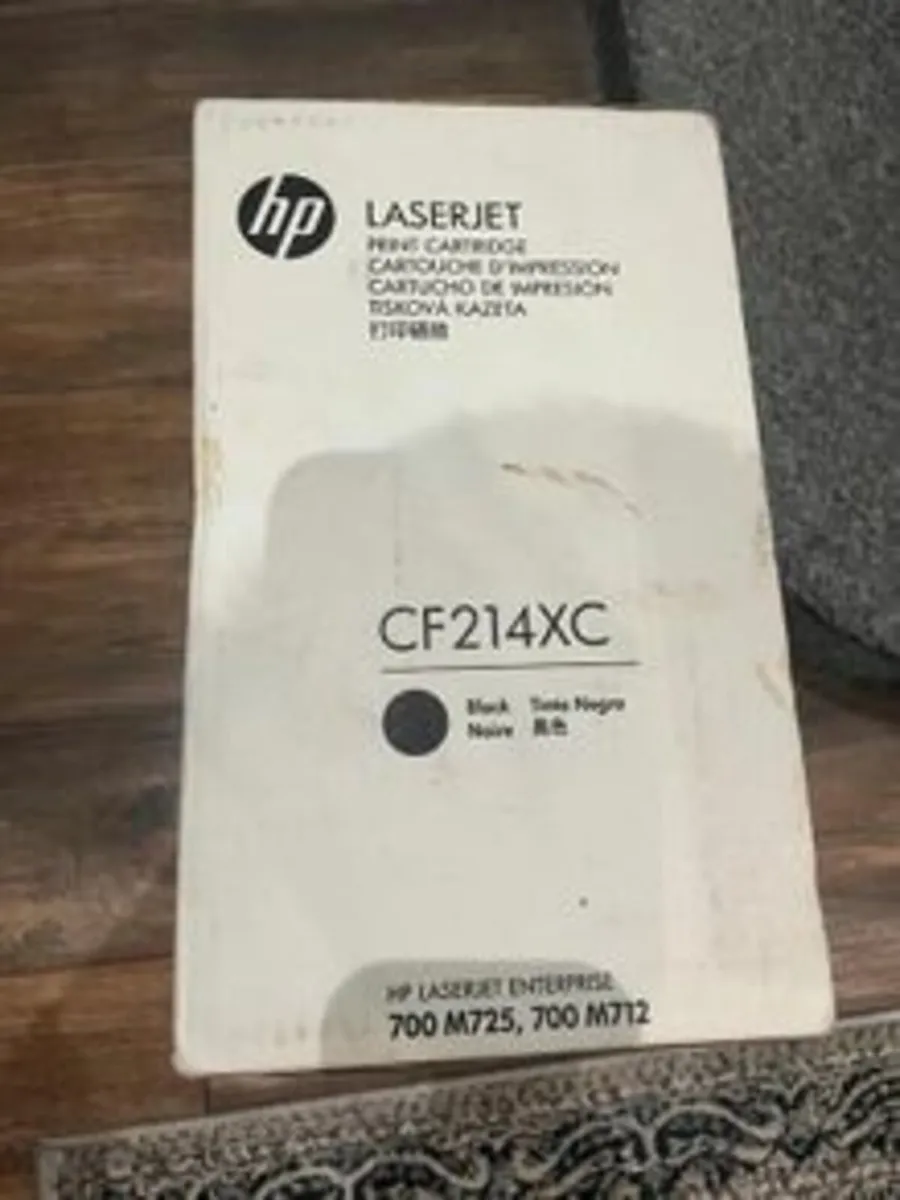 hp
LASERJET
PRINT CARTRIDGE
CARTOUCHE D'IMPRESSION
CARTUCHO DE IMPRESIÓN
TISKOVÁ KAZETA
打印硒鼓
CF214XC
Black Tinta Negra
Noire 黑色
HP LASERJET ENTERPRISE
700 M725, 700 M712